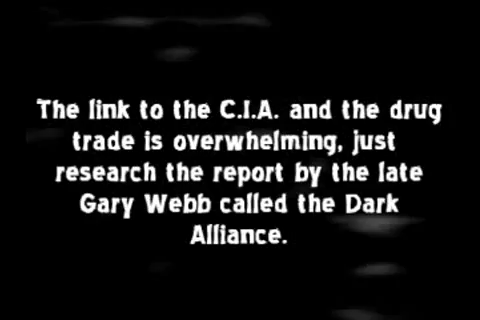 The link to the C.I.A. and the drug
trade is overwhelming, just
research the report by the late
Gary Webb called the Dark
Alliance.